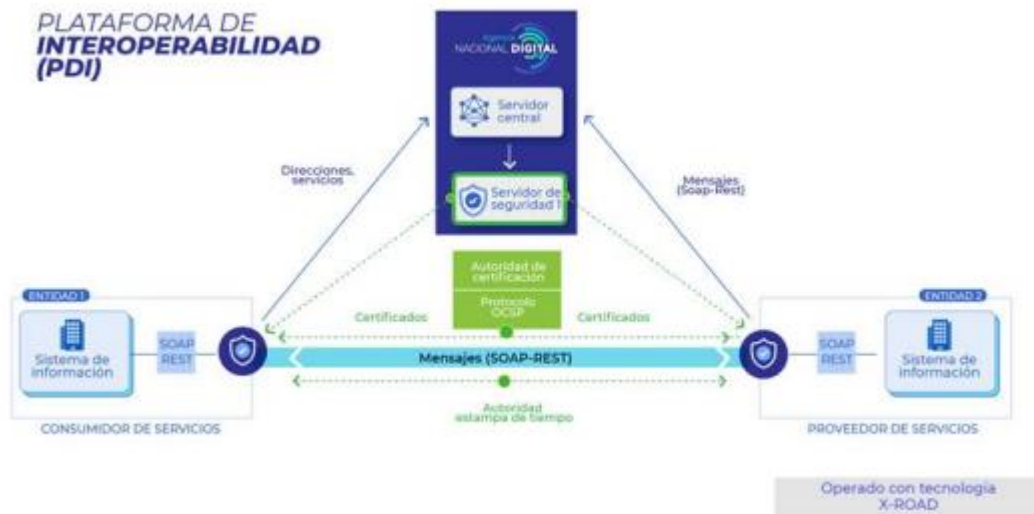 PLATAFORMA DE
INTEROPERABILIDAD
(PDI)
Agencia
NACIONAL DIGITAL
Servidor
central
Servidor de
seguridad 1
Direcciones,
servicios
Mensajes
(Soap-Rest)
Autoridad de
certificación
Protocolo
OCSP
Certificados
Certificados
ENTIDAD 1
Sistema de
información
SOAP
REST
Mensajes (SOAP-REST)
ENTIDAD 2
SOAP
REST
Sistema de
información
Autoridad
estampa de tiempo
CONSUMIDOR DE SERVICIOS
PROVEEDOR DE SERVICIOS
Operado con tecnología
X-ROAD